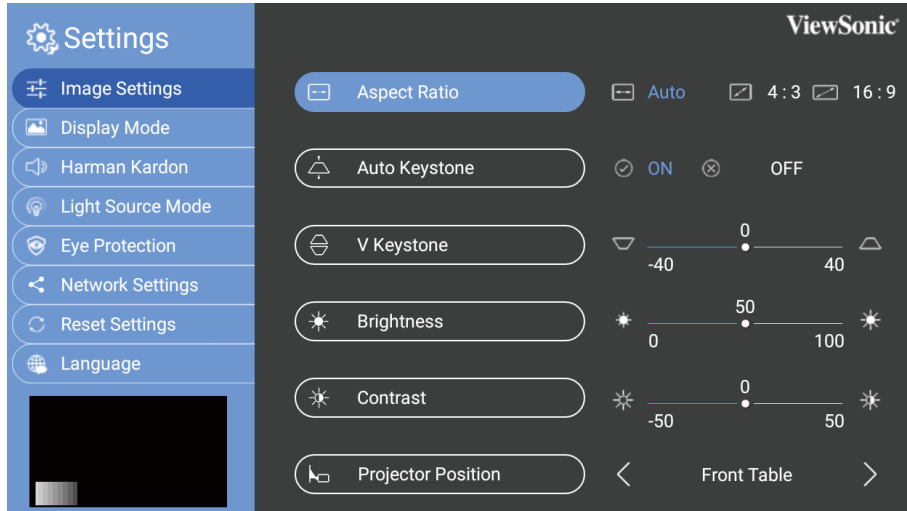 Settings
ViewSonic
Image Settings
Display Mode
Harman Kardon
Light Source Mode
Eye Protection
Network Settings
Reset Settings
Language
Aspect Ratio
Auto
4 : 3
16 : 9
Auto Keystone
ON
OFF
V Keystone
0
-40
40
Brightness
50
0
100
Contrast
0
-50
50
Projector Position
Front Table